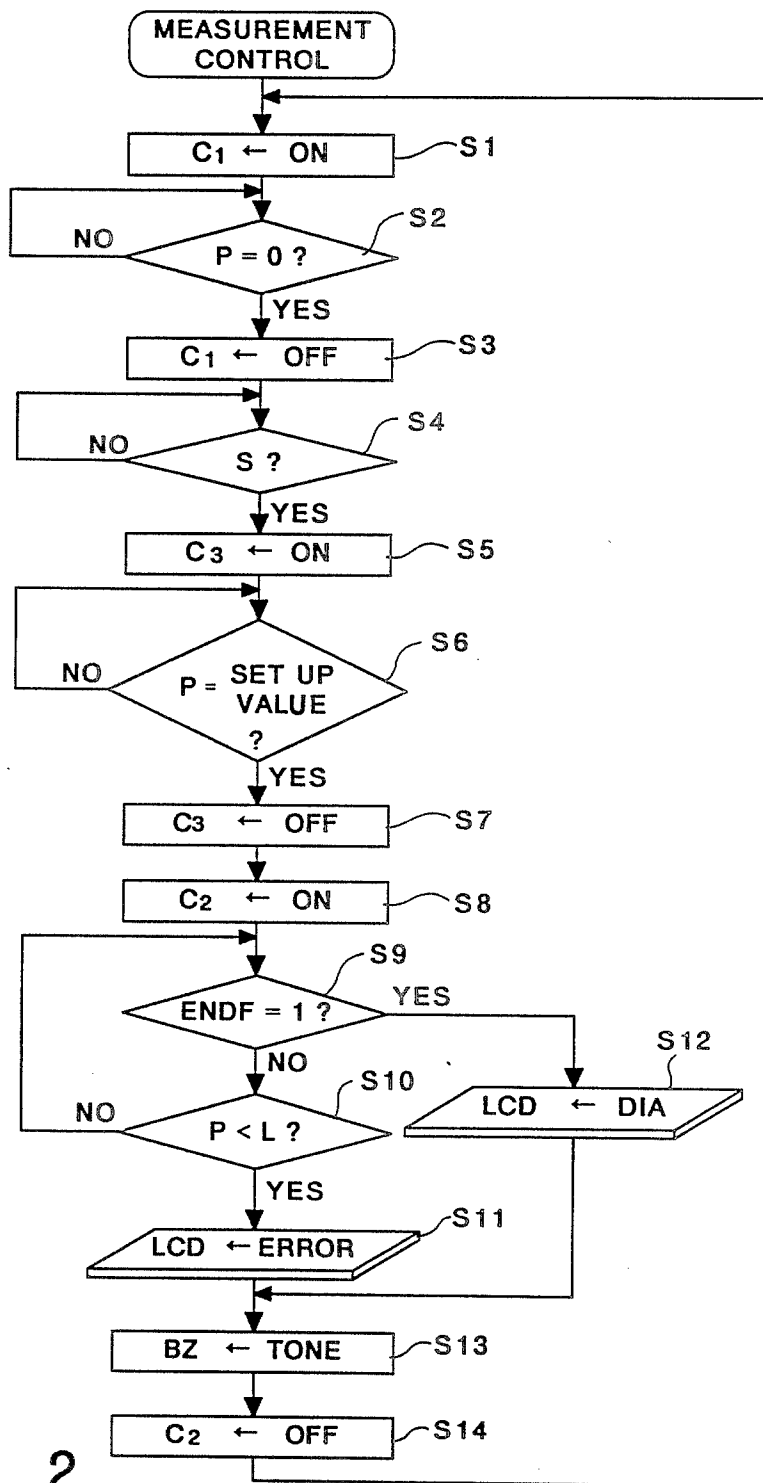 MEASUREMENT
CONTROL
C1 ← ON
S1
S2
NO
P = 0 ?
YES
C1 ← OFF
S3
S4
NO
S ?
YES
C3 ← ON
S5
S6
NO
P = SET UP
VALUE
?
YES
C3 ← OFF
S7
C2 ← ON
S8
S9
ENDF = 1 ?
YES
NO
S12
LCD ← DIA
S10
NO
P < L ?
YES
S11
LCD ← ERROR
BZ ← TONE
S13
C2 ← OFF
S14
2